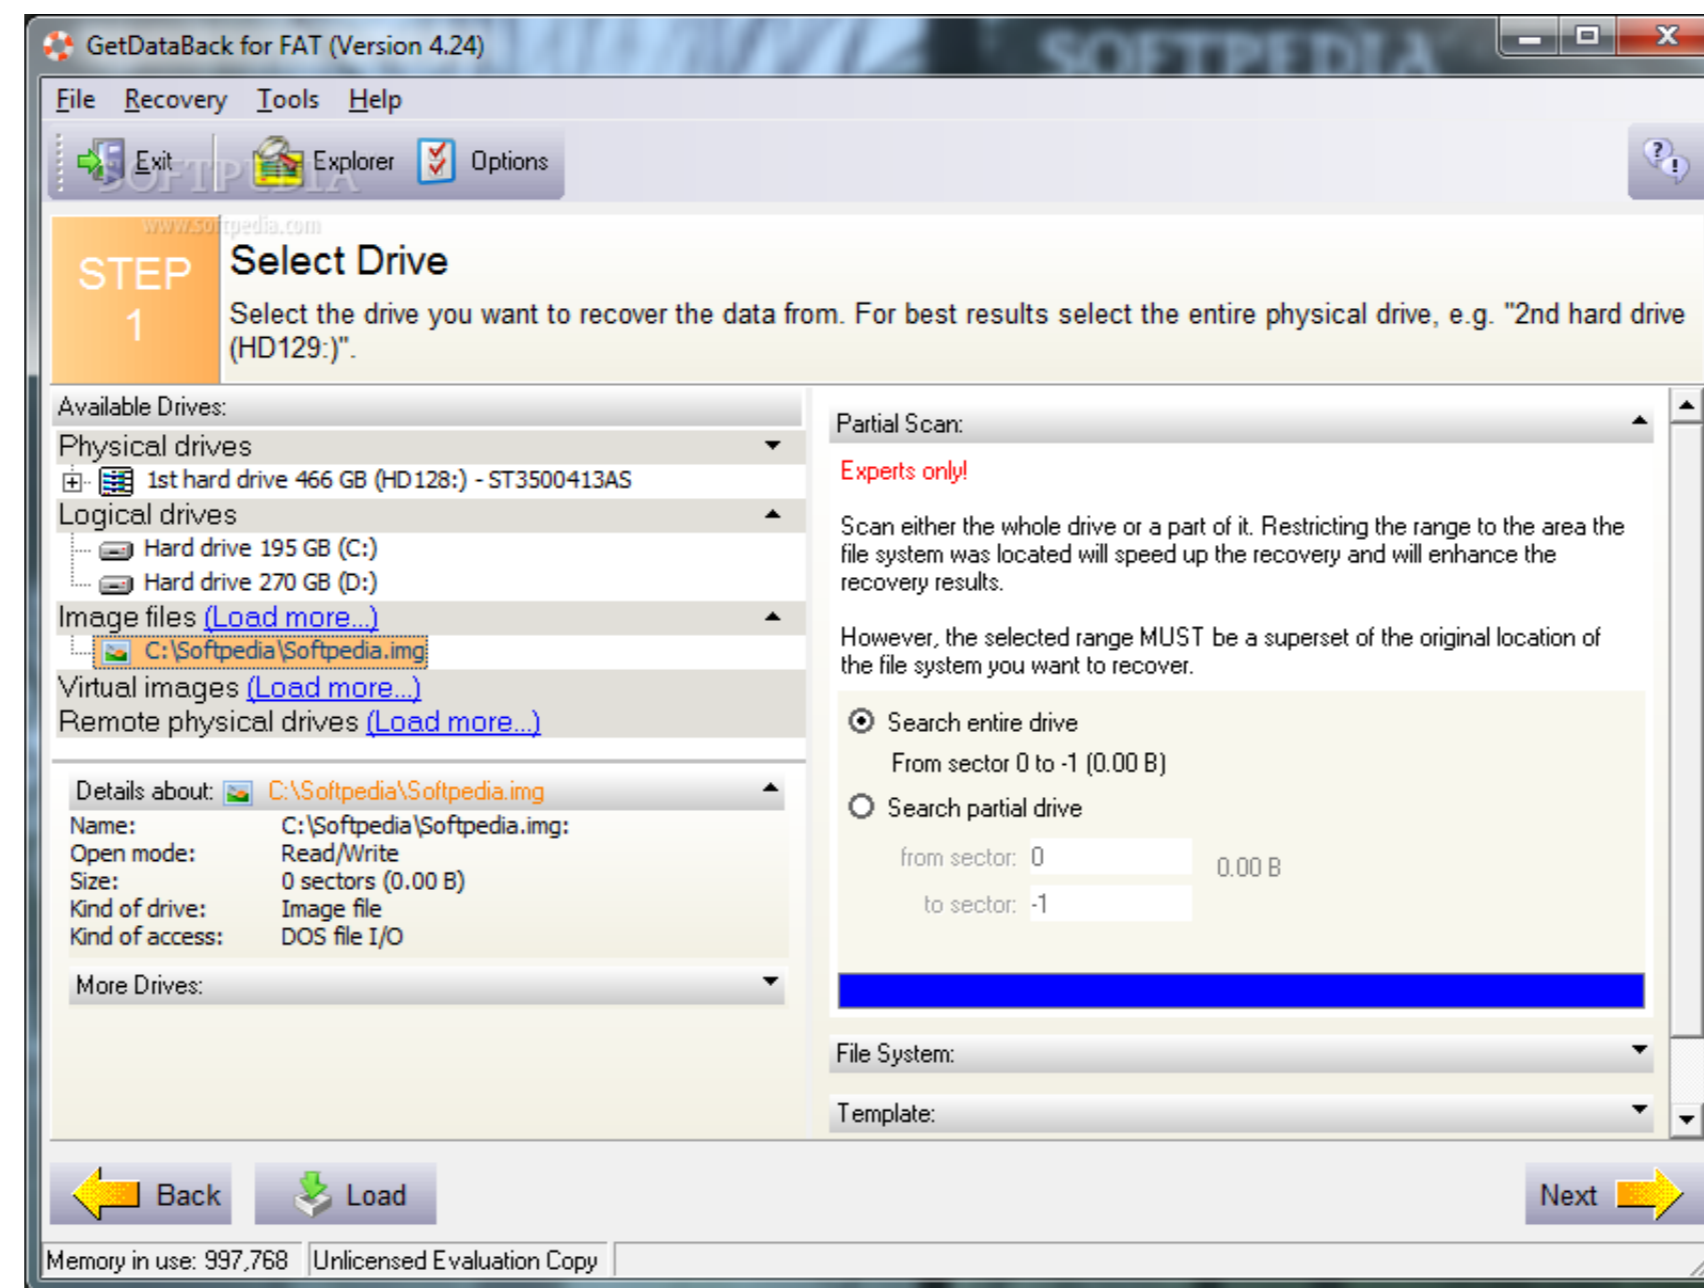 GetDataBack for FAT (Version 4.24)
SOFTPEDIA
File Recovery Tools Help
Exit Explorer Options
SOFTPEDIA
www.softpedia.com
STEP
1
Select Drive
Select the drive you want to recover the data from. For best results select the entire physical drive, e.g. "2nd hard drive
(HD129:)".
Available Drives:
Physical drives
1st hard drive 466 GB (HD128:) - ST3500413AS
Logical drives
Hard drive 195 GB (C:)
Hard drive 270 GB (D:)
Image files (Load more...)
C:\Softpedia\Softpedia.img
Virtual images (Load more...)
Remote physical drives (Load more...)
Details about: C:\Softpedia\Softpedia.img
Name: C:\Softpedia\Softpedia.img:
Open mode: Read/Write
Size: 0 sectors (0.00 B)
Kind of drive: Image file
Kind of access: DOS file I/O
More Drives:
Partial Scan:
Experts only!
Scan either the whole drive or a part of it. Restricting the range to the area the
file system was located will speed up the recovery and will enhance the
recovery results.
However, the selected range MUST be a superset of the original location of
the file system you want to recover.
Search entire drive
From sector 0 to -1 (0.00 B)
Search partial drive
from sector: 0 0.00 B
to sector: -1
File System:
Template:
Back Load Next
Memory in use: 997,768 Unlicensed Evaluation Copy